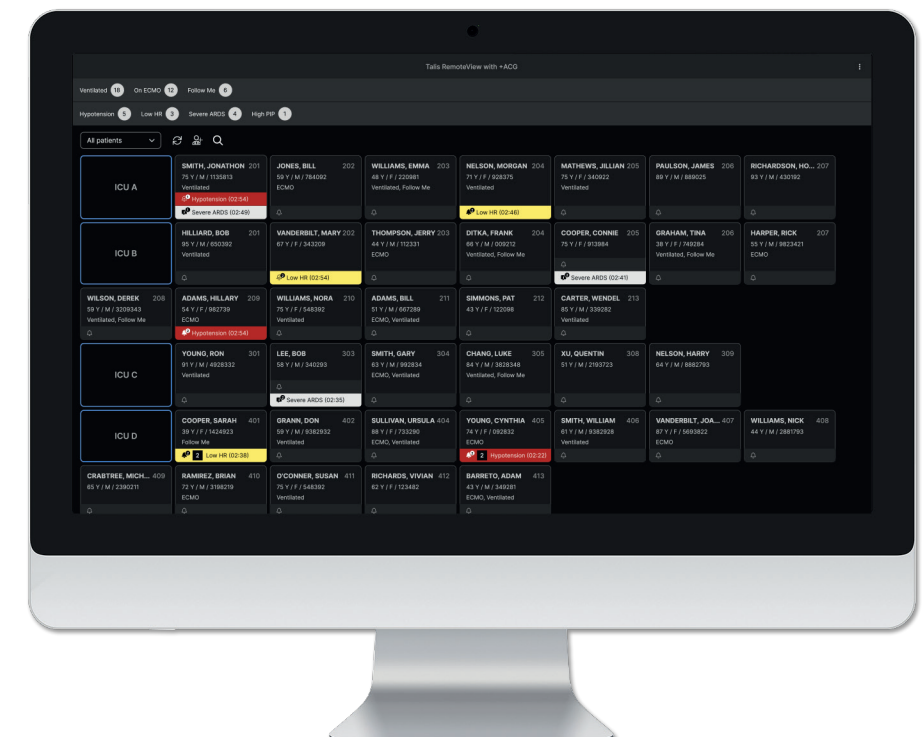 Talis RemoteView with +ACG
Ventilated 18 On ECMO 12 Follow Me 6
Hypotension 5 Low HR 3 Severe ARDS 4 High PIP 1
All patients
ICU A
SMITH, JONATHON 201
75 Y / M / 1135813
Ventilated
Hypotension (02:54)
Severe ARDS (02:49)
JONES, BILL 202
59 Y / M / 784092
ECMO
WILLIAMS, EMMA 203
48 Y / F / 220981
Ventilated, Follow Me
NELSON, MORGAN 204
71 Y / F / 928375
Ventilated
Low HR (02:46)
MATHEWS, JILLIAN 205
75 Y / F / 340922
Ventilated
PAULSON, JAMES 206
89 Y / M / 889025
RICHARDSON, HO... 207
93 Y / M / 430192
ICU B
HILLIARD, BOB 201
95 Y / M / 650392
Ventilated
VANDERBILT, MARY 202
67 Y / F / 343209
Low HR (02:54)
THOMPSON, JERRY 203
44 Y / M / 112331
ECMO
DITKA, FRANK 204
66 Y / M / 009212
Ventilated, Follow Me
COOPER, CONNIE 205
75 Y / F / 913984
Severe ARDS (02:41)
GRAHAM, TINA 206
38 Y / F / 749284
Ventilated, Follow Me
HARPER, RICK 207
55 Y / M / 9823421
ECMO
WILSON, DEREK 208
59 Y / M / 3209343
Ventilated, Follow Me
ADAMS, HILLARY 209
54 Y / F / 982739
ECMO
Hypotension (02:54)
WILLIAMS, NORA 210
75 Y / F / 548392
Ventilated
ADAMS, BILL 211
51 Y / M / 667289
ECMO, Ventilated
SIMMONS, PAT 212
43 Y / F / 122098
CARTER, WENDEL 213
85 Y / M / 339282
Ventilated
ICU C
YOUNG, RON 301
91 Y / M / 4928332
Ventilated
LEE, BOB 303
58 Y / M / 340293
Severe ARDS (02:35)
SMITH, GARY 304
63 Y / M / 992834
ECMO, Ventilated
CHANG, LUKE 305
84 Y / M / 3828348
Ventilated, Follow Me
XU, QUENTIN 308
51 Y / M / 2193723
NELSON, HARRY 309
64 Y / M / 8882793
ICU D
COOPER, SARAH 401
39 Y / F / 1424923
Follow Me
2 Low HR (02:38)
GRANN, DON 402
59 Y / M / 9382932
Ventilated
SULLIVAN, URSULA 404
88 Y / F / 733290
ECMO, Ventilated
YOUNG, CYNTHIA 405
74 Y / F / 092832
ECMO
2 Hypotension (02:22)
SMITH, WILLIAM 406
61 Y / M / 9382928
Ventilated
VANDERBILT, JOA... 407
87 Y / F / 5693822
ECMO
WILLIAMS, NICK 408
44 Y / M / 2881793
CRABTREE, MICH... 409
65 Y / M / 2390211
RAMIREZ, BRIAN 410
72 Y / M / 3198219
ECMO
O'CONNER, SUSAN 411
75 Y / F / 548392
Ventilated
RICHARDS, VIVIAN 412
62 Y / F / 123482
BARRETO, ADAM 413
43 Y / M / 349281
ECMO, Ventilated